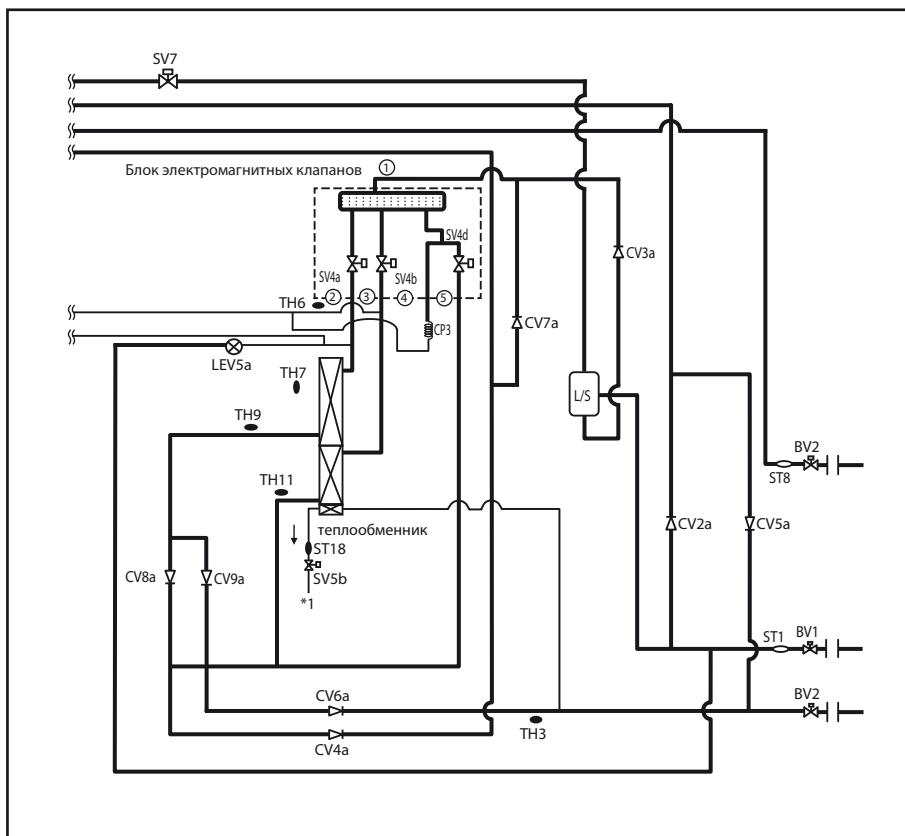 SV7
Блок электромагнитных клапанов
1
SV4d
CV3a
SV4a
SV4b
2
3
4
5
TH6
CP3
CV7a
LEV5a
TH7
L/S
TH9
BV2
ST8
TH11
теплообменник
CV2a
CV5a
ST18
CV8a
CV9a
SV5b
*1
ST1
BV1
CV6a
BV2
TH3
CV4a